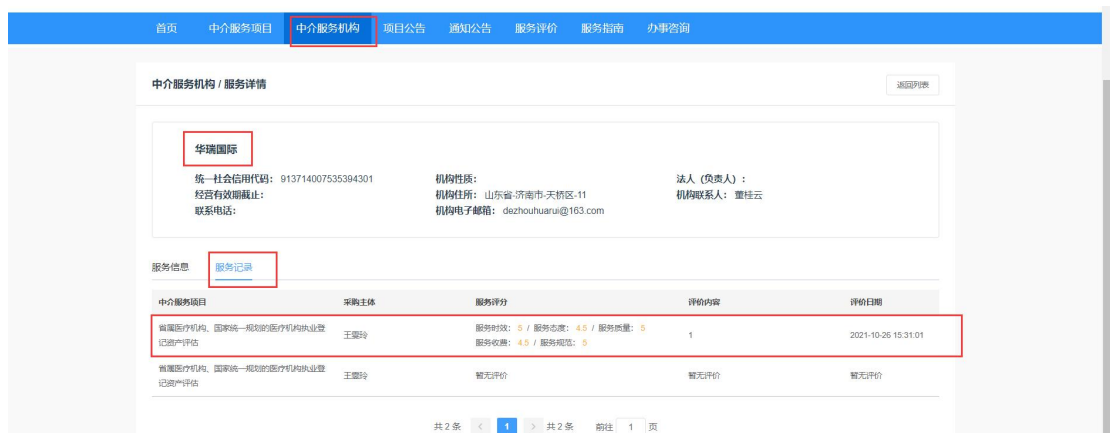 首页 中介服务项目 中介服务机构 项目公告 通知公告 服务评价 服务指南 办事咨询
中介服务机构 / 服务详情 返回列表
华瑞国际
统一社会信用代码： 913714007535394301 机构性质： 法人（负责人）：
经营有效期截止： 机构住所： 山东省-济南市-天桥区-11 机构联系人： 董桂云
联系电话： 机构电子邮箱： dezhouhuarui@163.com
服务信息 服务记录
中介服务项目 采购主体 服务评分 评价内容 评价日期
省属医疗机构、国家统一规划的医疗机构执业登 服务时效： 5 / 服务态度： 4.5 / 服务质量： 5
记资产评估 王雯玲 服务收费： 4.5 / 服务规范： 5 1 2021-10-26 15:31:01
省属医疗机构、国家统一规划的医疗机构执业登
记资产评估 王雯玲 暂无评价 暂无评价 暂无评价
共 2 条 < 1 > 共 2 条 前往 1 页